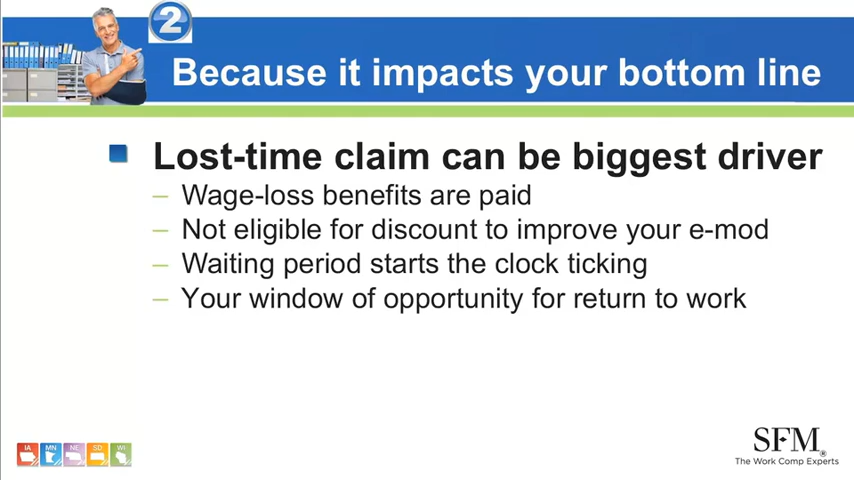 2
Because it impacts your bottom line
Lost-time claim can be biggest driver
– Wage-loss benefits are paid
– Not eligible for discount to improve your e-mod
– Waiting period starts the clock ticking
– Your window of opportunity for return to work
IA MN NE SD WI
SFM®
The Work Comp Experts